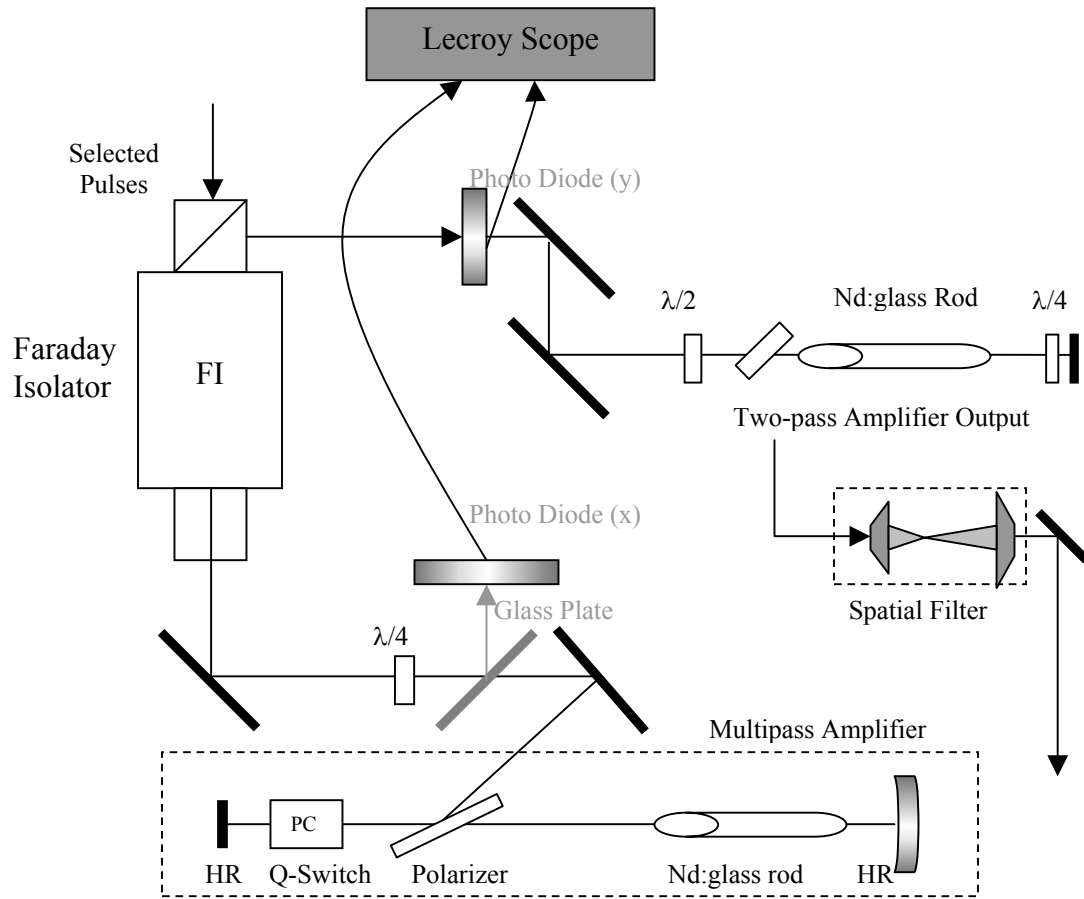 Lecroy Scope
Selected
Pulses
Photo Diode (y)
λ/2
Nd:glass Rod
λ/4
Faraday
Isolator
FI
Two-pass Amplifier Output
Photo Diode (x)
Glass Plate
Spatial Filter
λ/4
Multipass Amplifier
PC
HR
Q-Switch
Polarizer
Nd:glass rod
HR